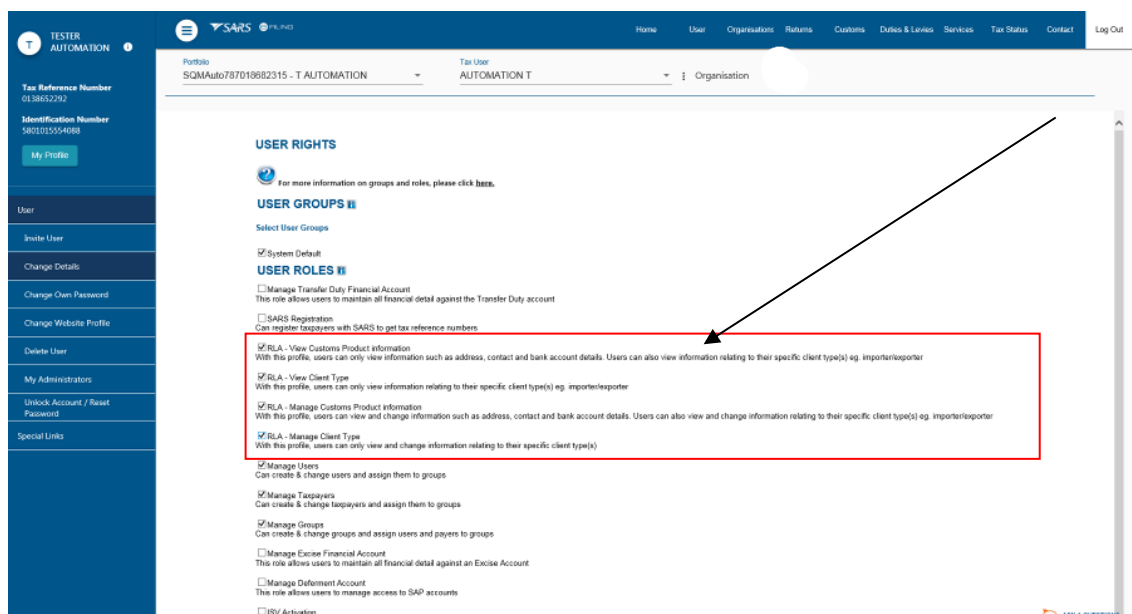 T
TESTER
AUTOMATION
Tax Reference Number
0138652292
Identification Number
5801015554088
My Profile
User
Invite User
Change Details
Change Own Password
Change Website Profile
Delete User
My Administrators
Unlock Account / Reset
Password
Special Links
SARS eFILING
Home User Organisations Returns Customs Duties & Levies Services Tax Status Contact Log Out
Portfolio
SQMAuto787018682315 - T AUTOMATION
Tax User
AUTOMATION T
Organisation
USER RIGHTS
For more information on groups and roles, please click here.
USER GROUPS
Select User Groups
System Default
USER ROLES
Manage Transfer Duty Financial Account
This role allows users to maintain all financial detail against the Transfer Duty account
SARS Registration
Can register taxpayers with SARS to get tax reference numbers
RLA - View Customs Product information
With this profile, users can only view information such as address, contact and bank account details. Users can also view information relating to their specific client type(s) eg. importer/exporter
RLA - View Client Type
With this profile, users can only view information relating to their specific client type(s) eg. importer/exporter
RLA - Manage Customs Product information
With this profile, users can view and change information such as address, contact and bank account details. Users can also view and change information relating to their specific client type(s) eg. importer/exporter
RLA - Manage Client Type
With this profile, users can only view and change information relating to their specific client type(s)
Manage Users
Can create & change users and assign them to groups
Manage Taxpayers
Can create & change taxpayers and assign them to groups
Manage Groups
Can create & change groups and assign users and payers to groups
Manage Excise Financial Account
This role allows users to maintain all financial detail against an Excise Account
Manage Deferment Account
This role allows users to manage access to SAP accounts
ISV Activation